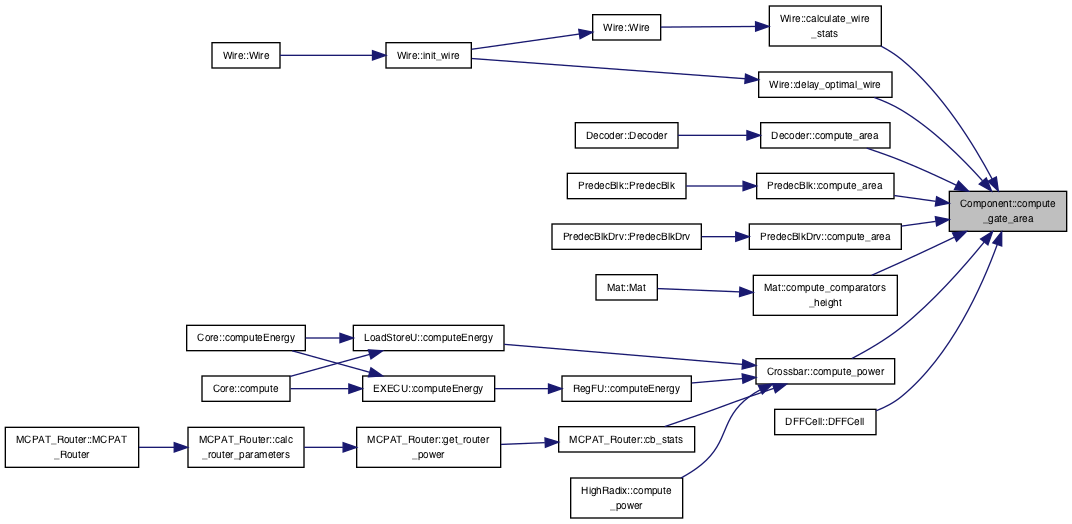 Wire::calculate_wire
_stats
Wire::Wire
Wire::Wire
Wire::init_wire
Wire::delay_optimal_wire
Decoder::Decoder
Decoder::compute_area
PredecBlk::PredecBlk
PredecBlk::compute_area
Component::compute
_gate_area
PredecBlkDrv::PredecBlkDrv
PredecBlkDrv::compute_area
Mat::Mat
Mat::compute_comparators
_height
Core::computeEnergy
LoadStoreU::computeEnergy
Crossbar::compute_power
Core::compute
EXECU::computeEnergy
RegFU::computeEnergy
DFFCell::DFFCell
MCPAT_Router::MCPAT
_Router
MCPAT_Router::calc
_router_parameters
MCPAT_Router::get_router
_power
MCPAT_Router::cb_stats
HighRadix::compute
_power